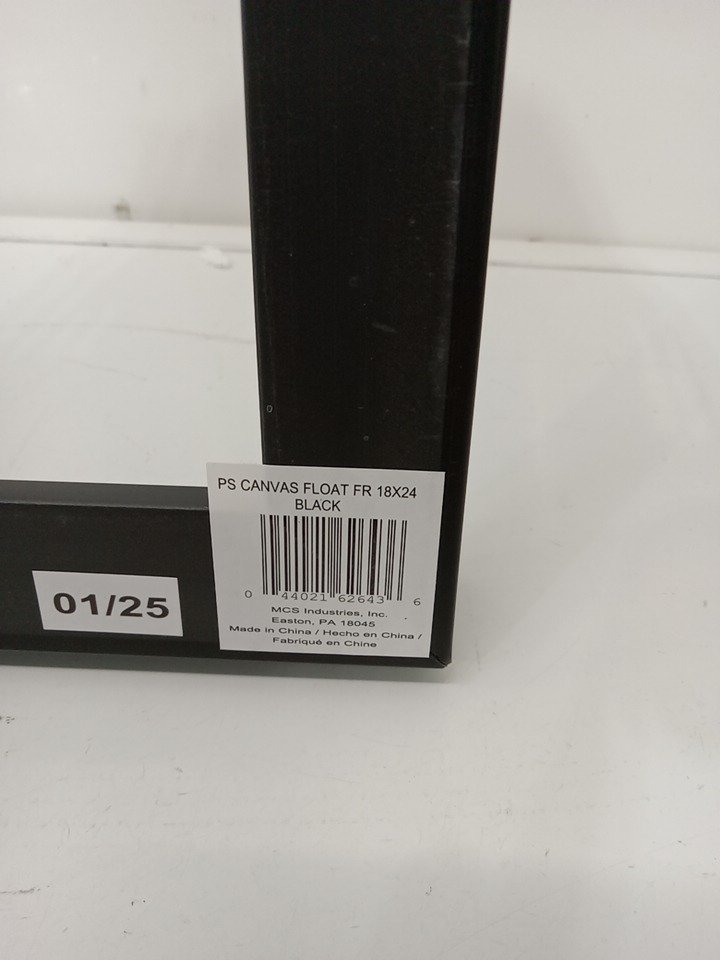 PS CANVAS FLOAT FR 18X24
BLACK
0 44021 62643 6
MCS Industries, Inc.
Easton, PA 18045
Made in China / Hecho en China /
Fabriqué en Chine
01/25